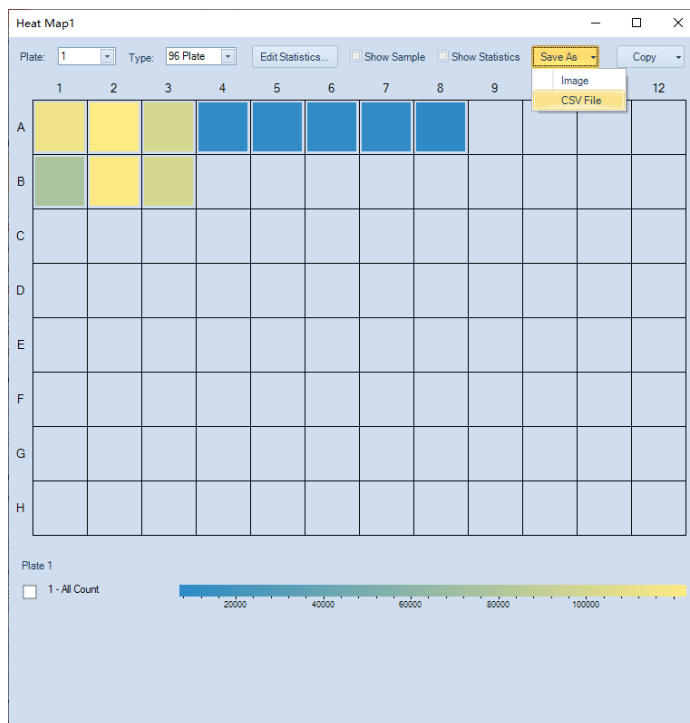 Heat Map1
Plate: 1 Type: 96 Plate Edit Statistics... Show Sample Show Statistics Save As Copy
Image
CSV File
1 2 3 4 5 6 7 8 9 12
A
B
C
D
E
F
G
H
Plate 1
1 - All Count
20000 40000 60000 80000 100000